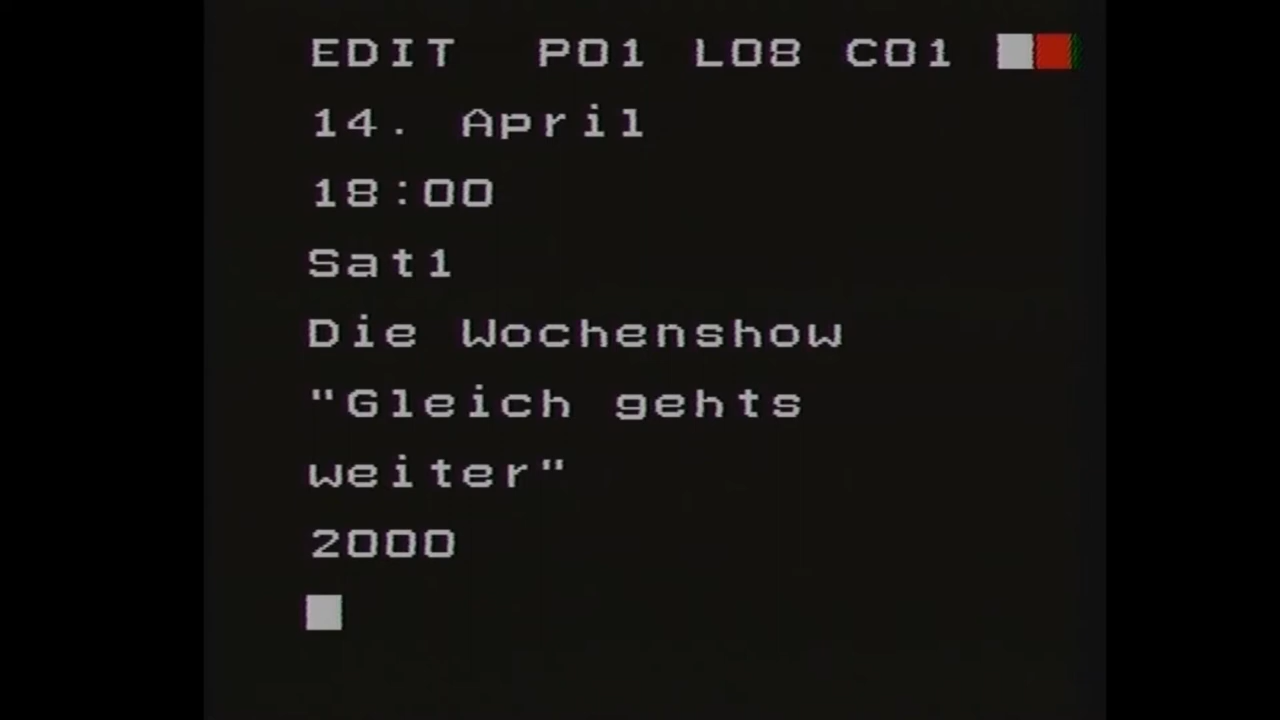 EDIT P01 L08 C01
14. April
18:00
Sat1
Die Wochenshow
"Gleich gehts
weiter"
2000